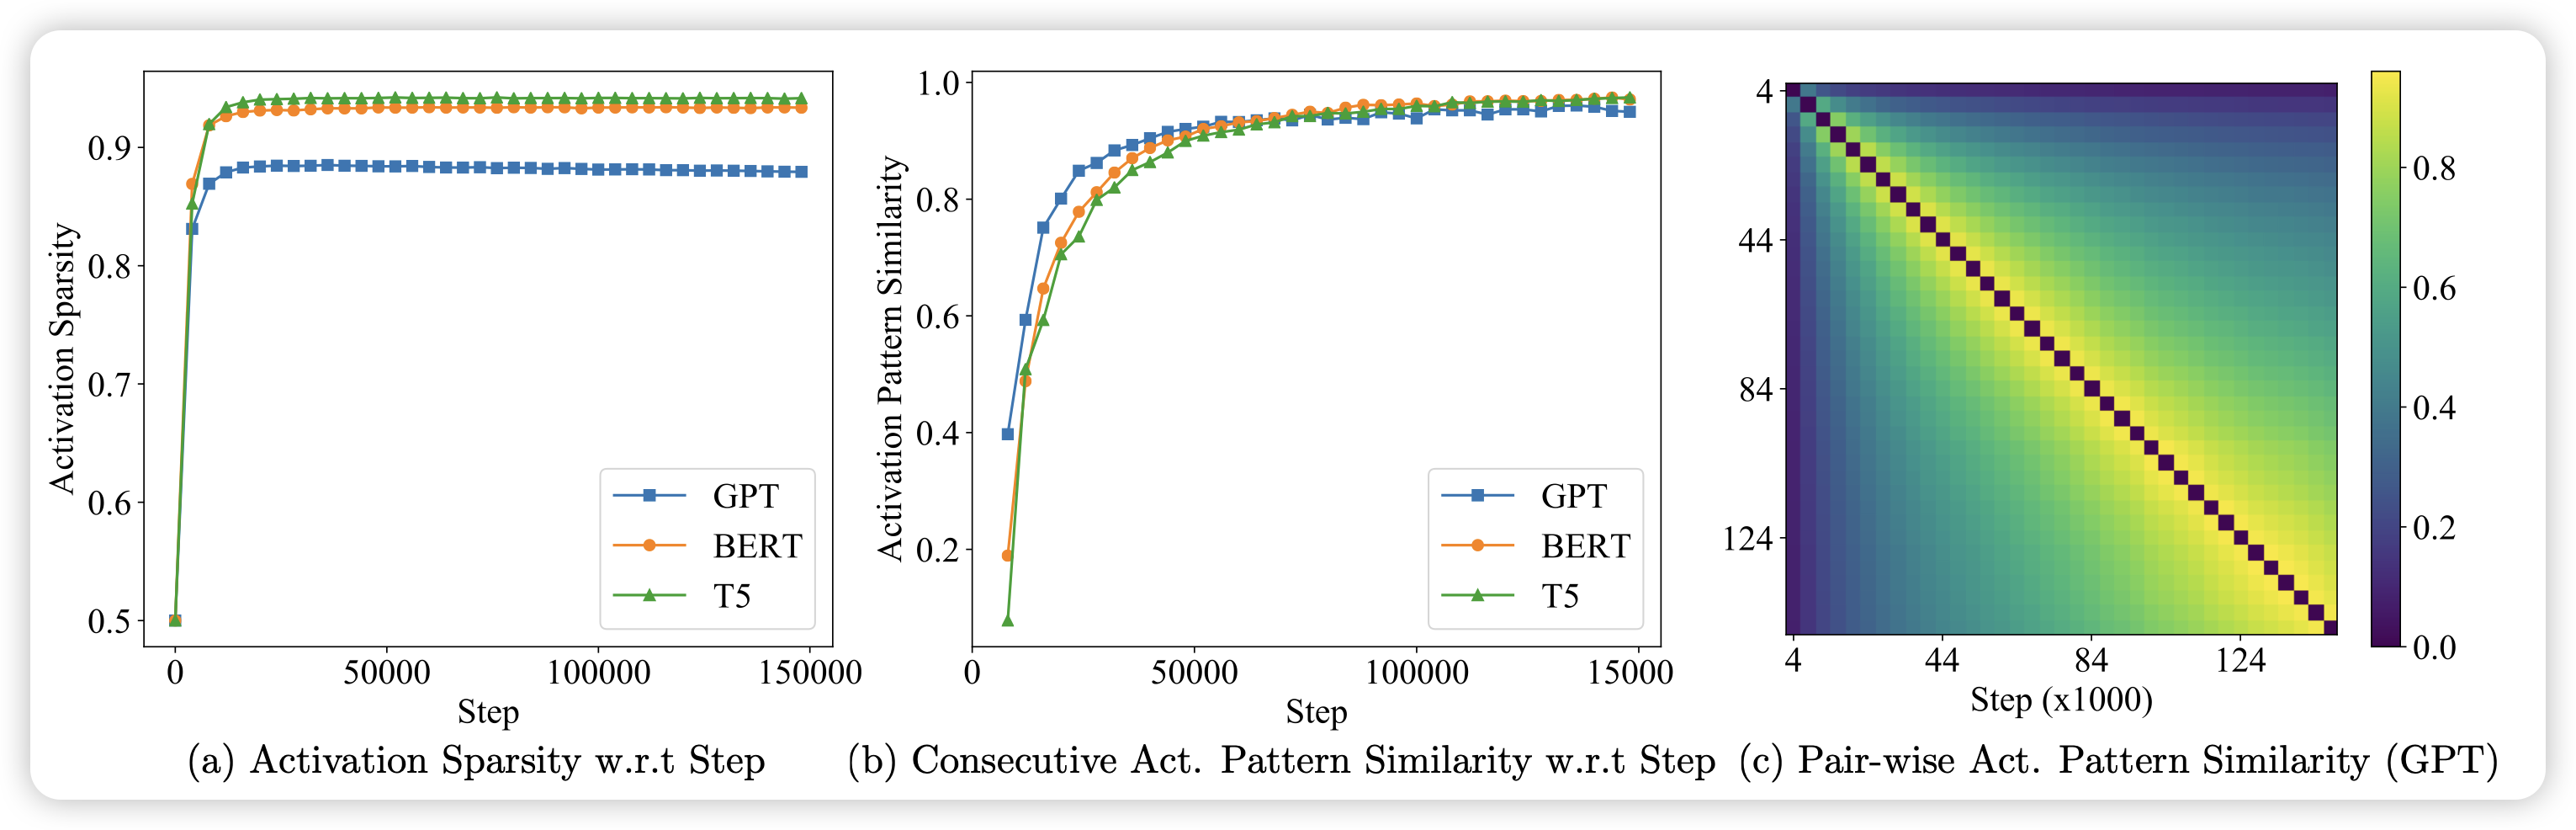 Activation Sparsity
0.9
0.8
0.7
0.6
0.5
0
50000
100000
150000
Step
GPT
BERT
T5
(a) Activation Sparsity w.r.t Step
Activation Pattern Similarity
1.0
0.8
0.6
0.4
0.2
0
50000
100000
15000
Step
GPT
BERT
T5
(b) Consecutive Act. Pattern Similarity w.r.t Step
4
44
84
124
4
44
84
124
Step (x1000)
0.8
0.6
0.4
0.2
0.0
(c) Pair-wise Act. Pattern Similarity (GPT)